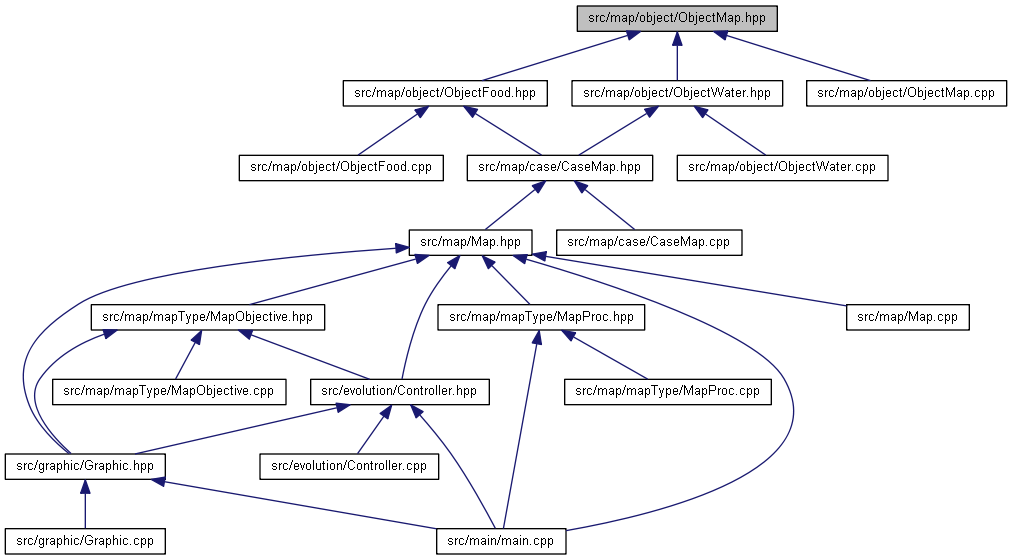 src/map/object/ObjectMap.hpp
src/map/object/ObjectFood.hpp
src/map/object/ObjectWater.hpp
src/map/object/ObjectMap.cpp
src/map/object/ObjectFood.cpp
src/map/case/CaseMap.hpp
src/map/object/ObjectWater.cpp
src/map/Map.hpp
src/map/case/CaseMap.cpp
src/map/mapType/MapObjective.hpp
src/map/mapType/MapProc.hpp
src/map/Map.cpp
src/map/mapType/MapObjective.cpp
src/evolution/Controller.hpp
src/map/mapType/MapProc.cpp
src/graphic/Graphic.hpp
src/evolution/Controller.cpp
src/graphic/Graphic.cpp
src/main/main.cpp